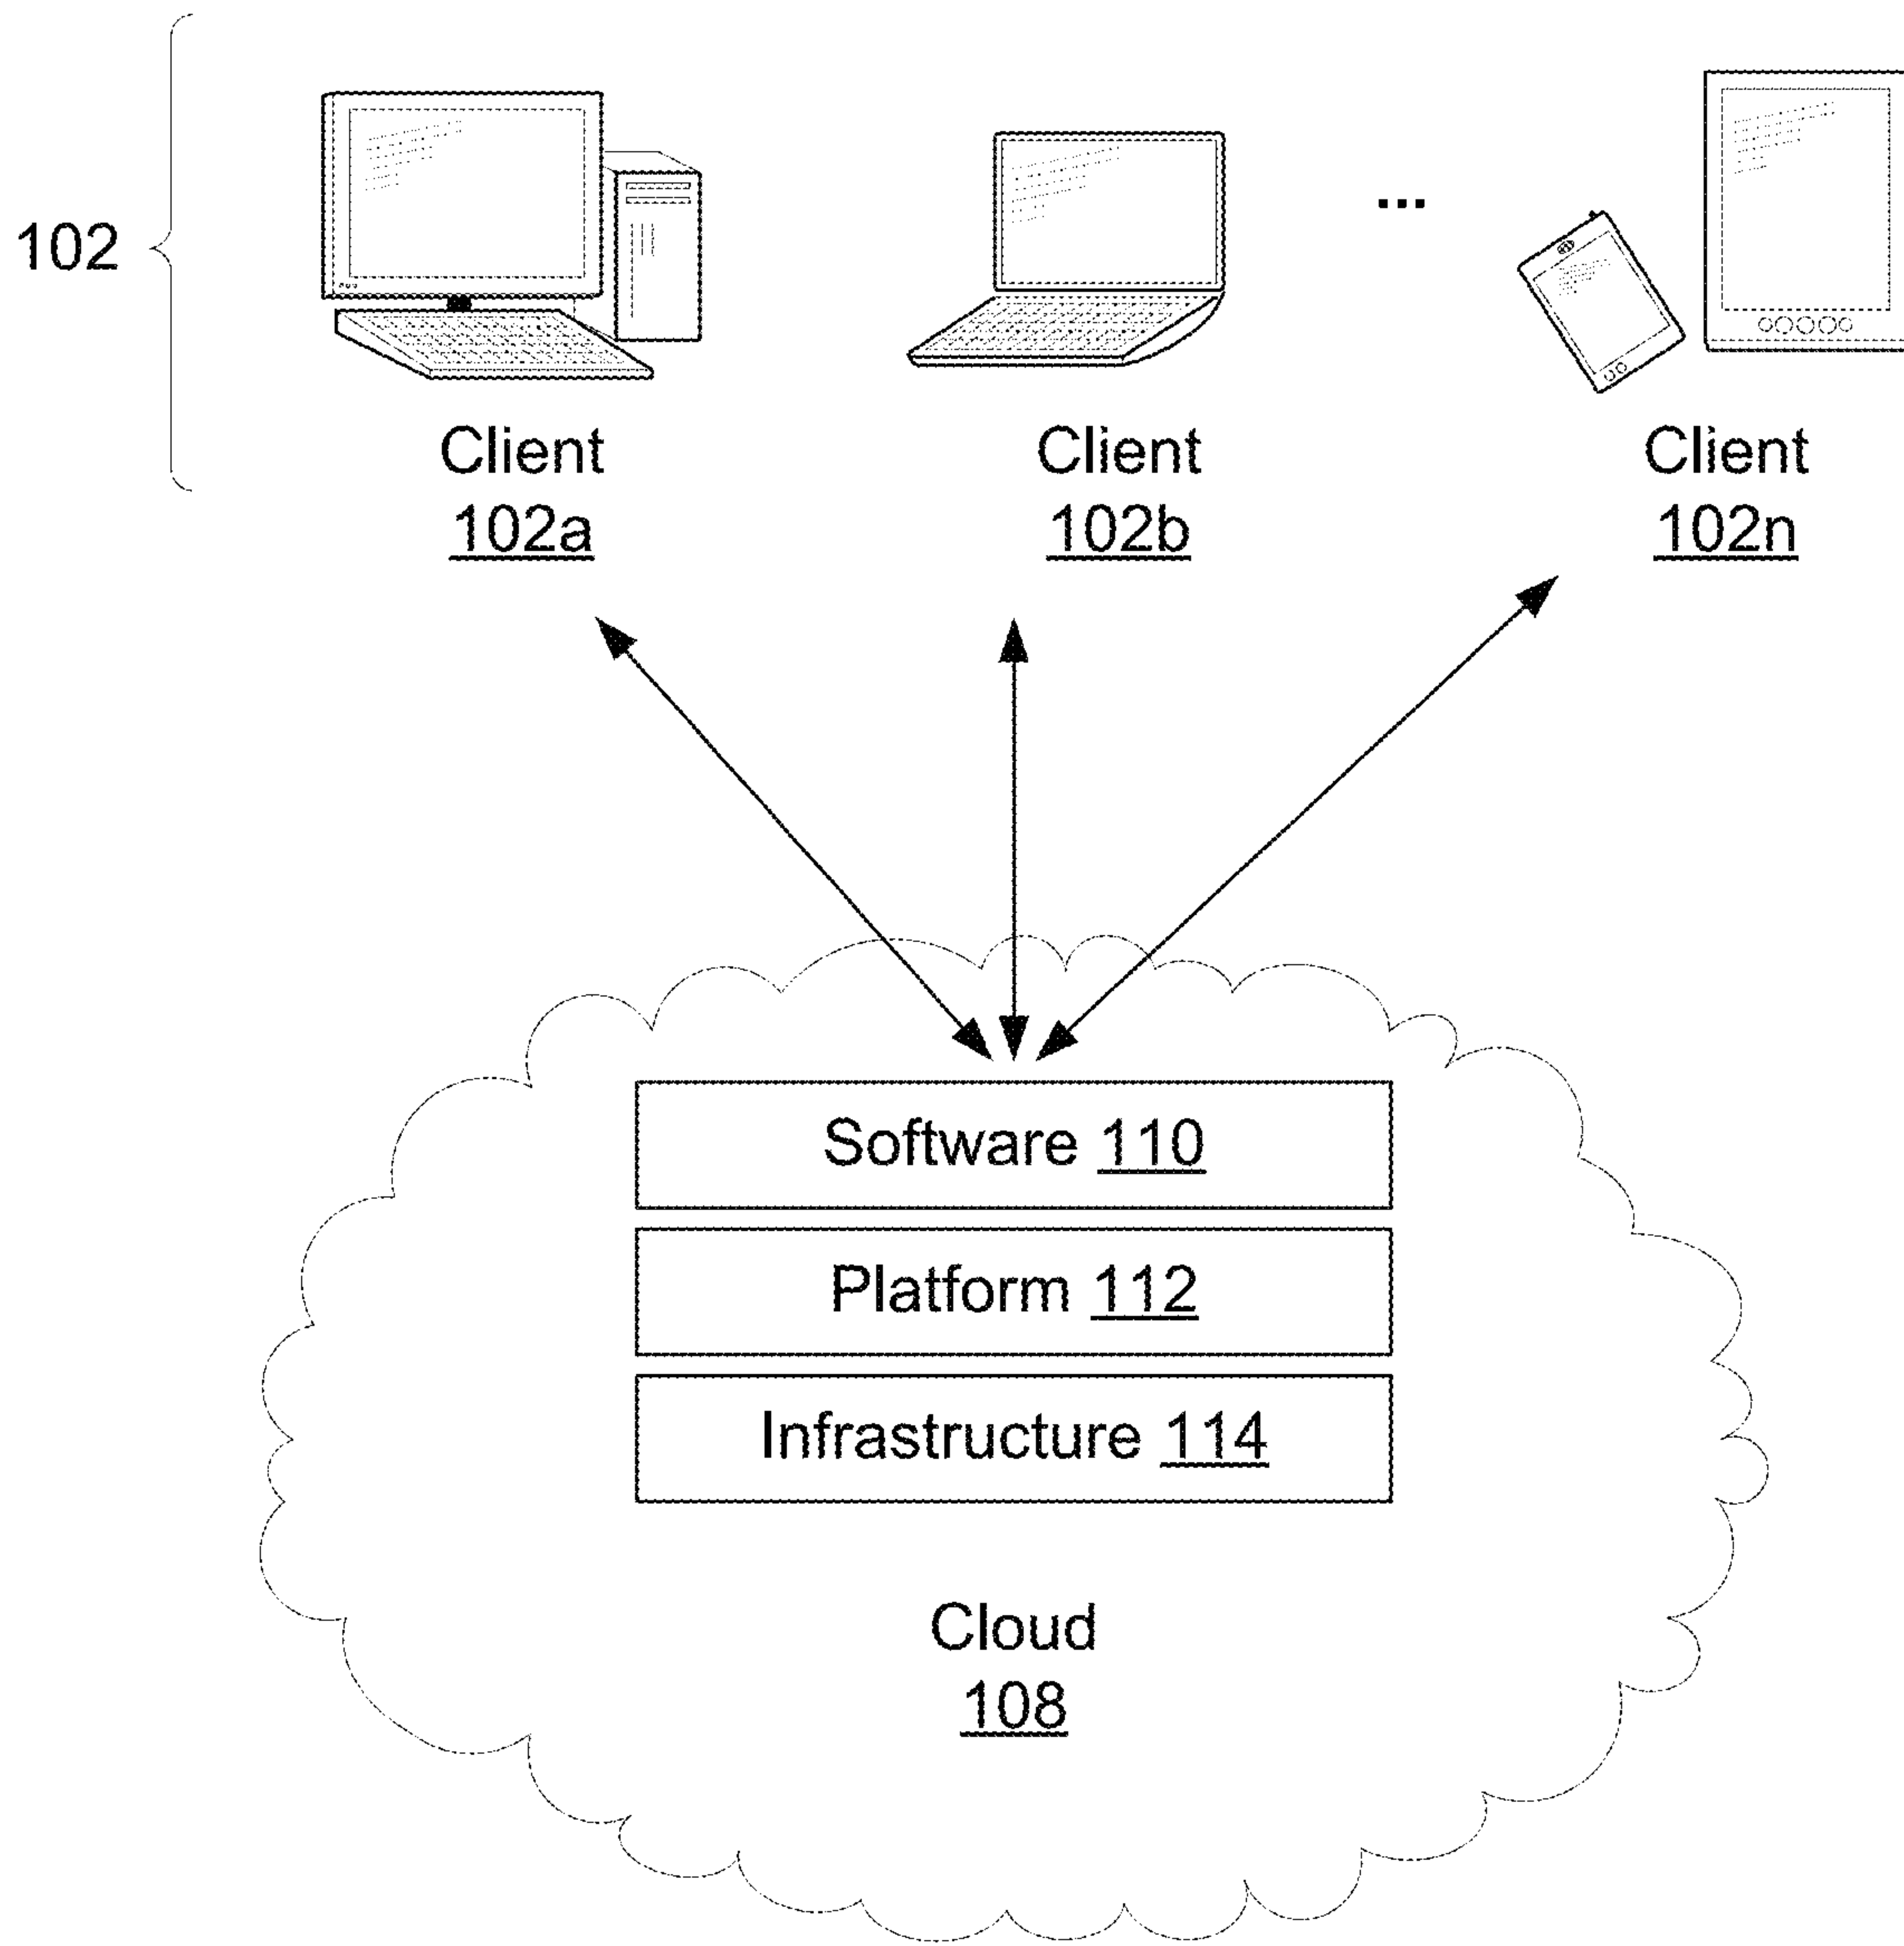 102
...
Client
102a
Client
102b
Client
102n
Software 110
Platform 112
Infrastructure 114
Cloud
108